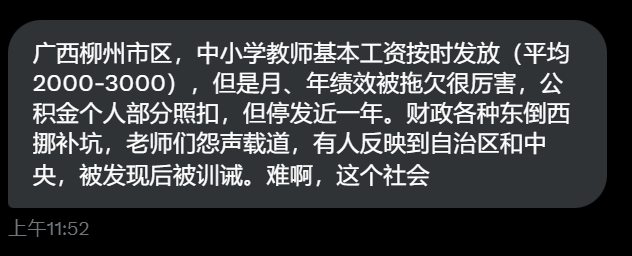 广西柳州市区，中小学教师基本工资按时发放（平均
2000-3000），但是月、年绩效被拖欠很厉害，公
积金个人部分照扣，但停发近一年。财政各种东倒西
挪补坑，老师们怨声载道，有人反映到自治区和中
央，被发现后被训诫。难啊，这个社会
上午11:52